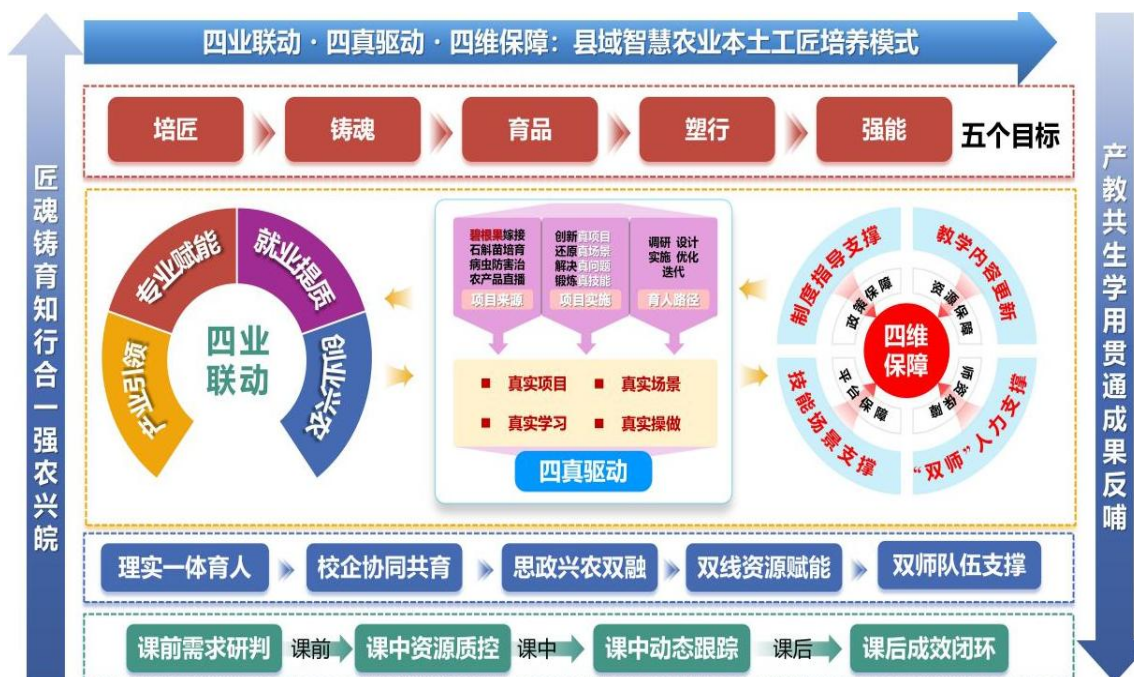 四业联动·四真驱动·四维保障：县域智慧农业本土工匠培养模式
匠魂铸育知行合一强农兴皖
培匠
铸魂
育品
塑行
强能
五个目标
产业引领
专业赋能
就业提质
创业兴农
四业
联动
碧根果嫁接
石斛苗培育
病虫防害治
农产品直播
项目来源
创新真项目
还原真场景
解决真问题
锻炼真技能
项目实施
调研 设计
实施 优化
迭代
育人路径
■ 真实项目
■ 真实场景
■ 真实学习
■ 真实操做
四真驱动
制度指导支撑
教学内容更新
技能场景支撑
“双师”人力支撑
政策保障
资源保障
平台保障
师资保障
四维
保障
理实一体育人
校企协同共育
思政兴农双融
双线资源赋能
双师队伍支撑
课前需求研判
课前
课中资源质控
课中
课中动态跟踪
课后
课后成效闭环
产教共生学用贯通成果反哺